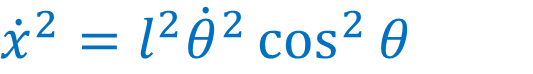 ẋ² = l²θ̇² cos² θ